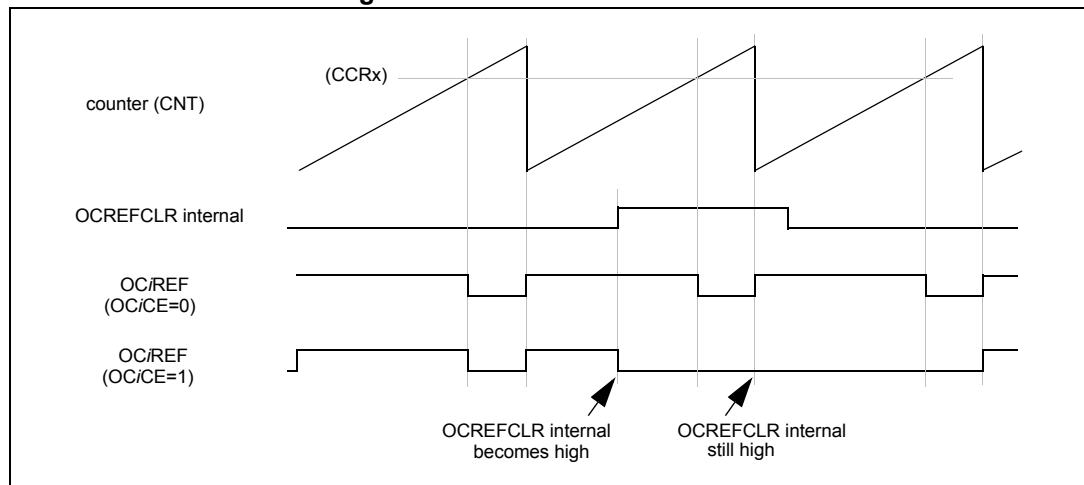 (CCRx)
counter (CNT)
OCREFCLR internal
OCiREF
(OCiCE=0)
OCiREF
(OCiCE=1)
OCREFCLR internal
becomes high
OCREFCLR internal
still high